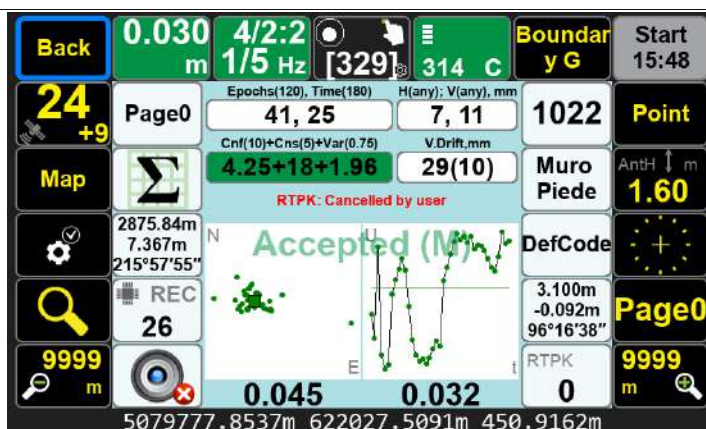 Back
0.030
m
4/2:2
1/5 Hz
[329]
314 C
Boundar
y G
Start
15:48
24
+9
Page0
Epochs(120), Time(180)
41, 25
H(any); V(any), mm
7, 11
1022
Point
Cnf(10)+Cns(5)+Var(0.75)
4.25+18+1.96
V.Drift,mm
29(10)
Map
Σ
Muro
Piede
AntH m
1.60
RTPK: Cancelled by user
2875.84m
7.367m
215°57'55"
N
Accepted (M)
U
DefCode
REC
26
3.100m
-0.092m
96°16'38"
Page0
E
t
9999
m
0.045
0.032
RTPK
0
9999
m
5079777.8537m 622027.5091m 450.9162m